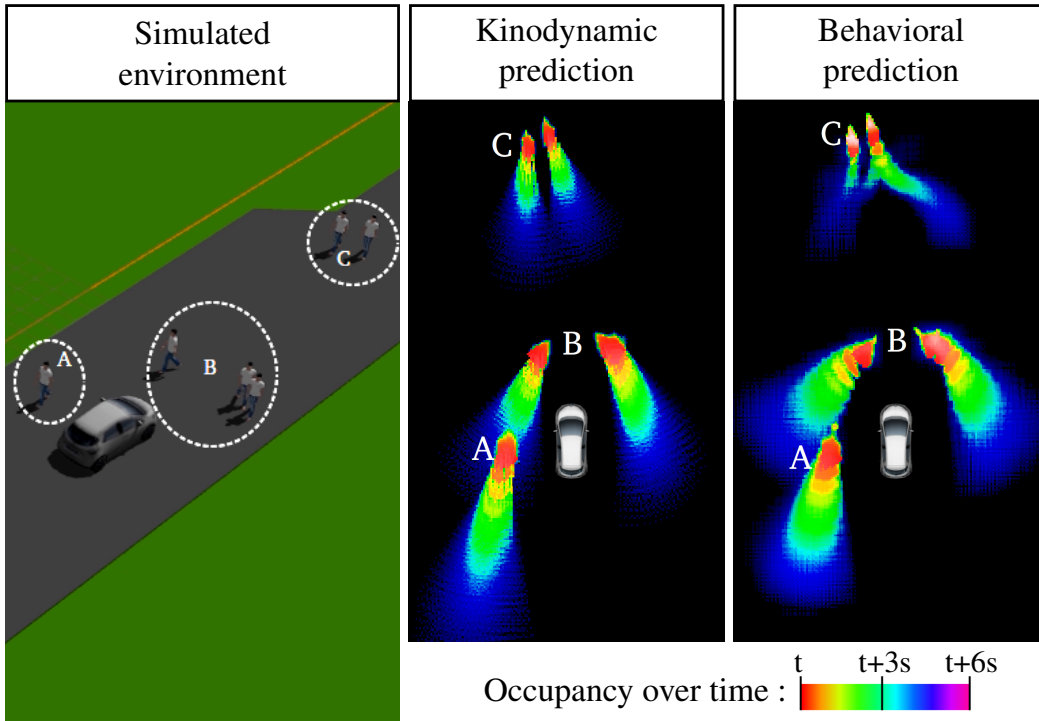 Simulated
environment
Kinodynamic
prediction
Behavioral
prediction
A
B
C
C
B
A
C
B
A
t
t+3s
t+6s
Occupancy over time :